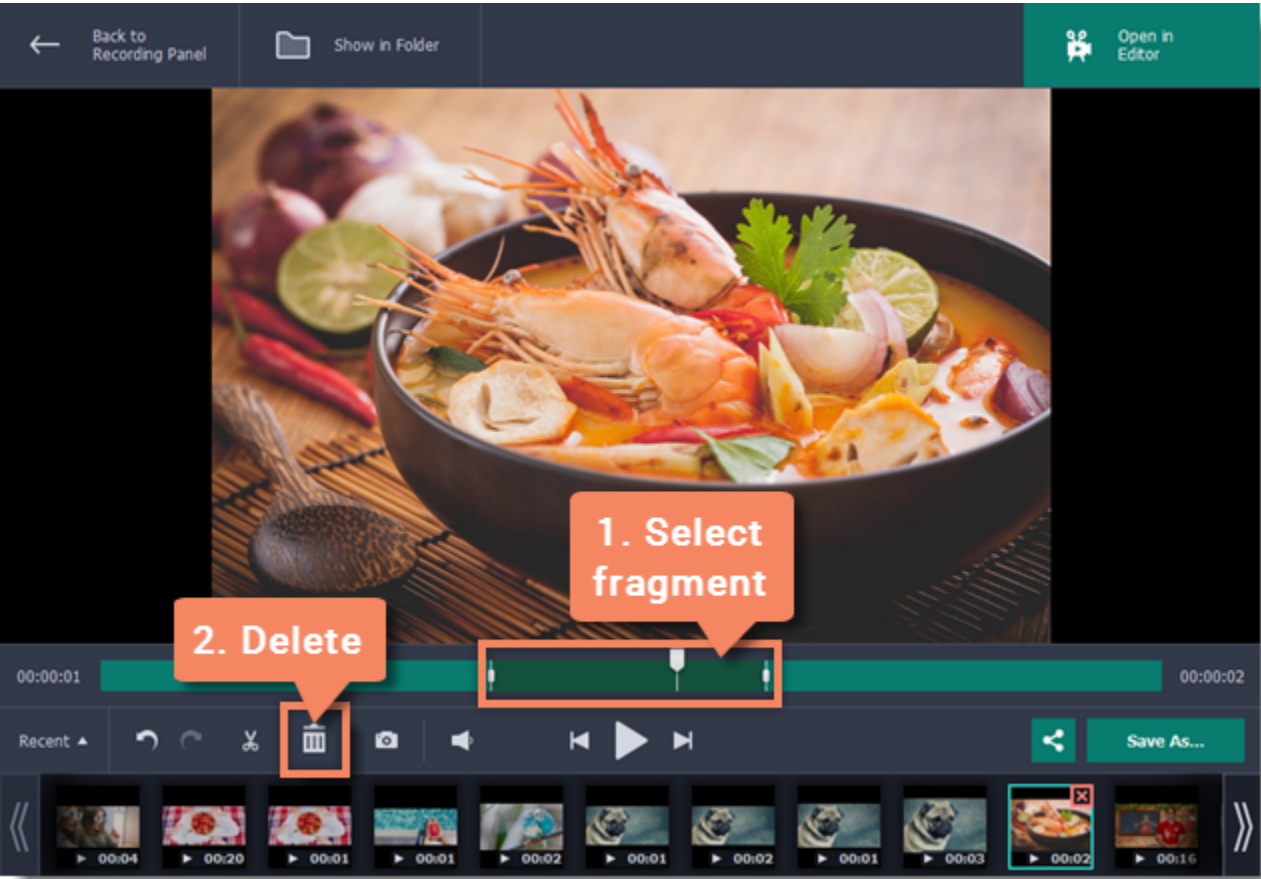 Back to
Recording Panel
Show in Folder
Open in
Editor
1. Select
fragment
2. Delete
00:00:01
00:00:02
Recent
Save As...
00:04
00:20
00:01
00:01
00:02
00:01
00:02
00:01
00:03
00:02
00:16